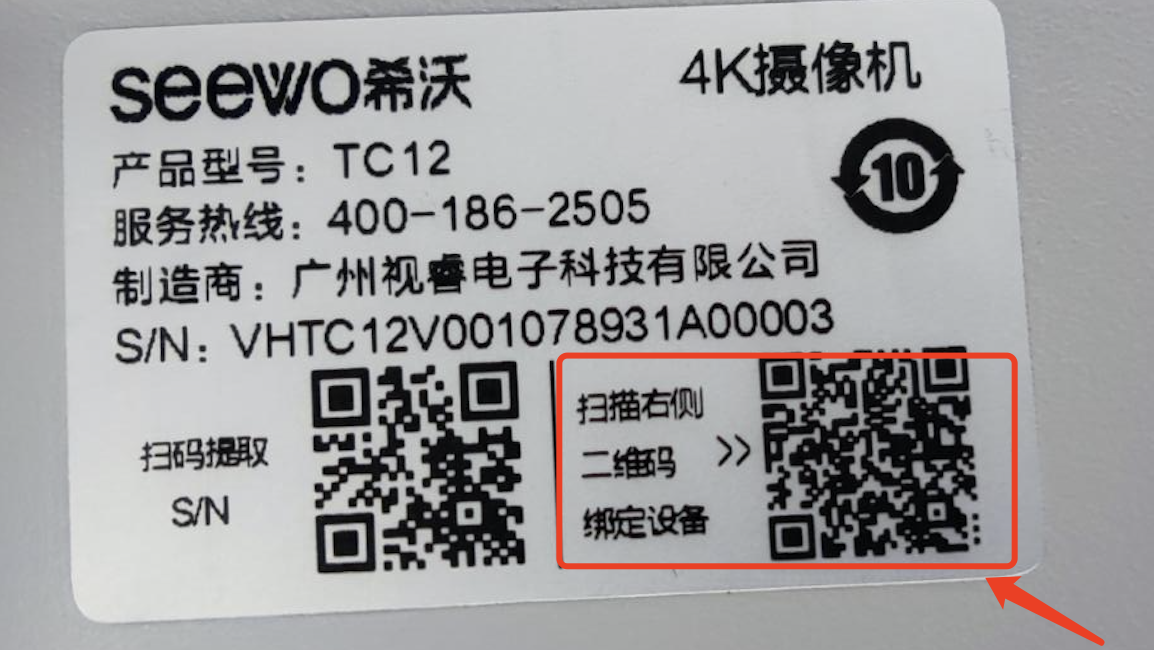 seewo希沃
4K摄像机
产品型号：TC12
10
服务热线：400-186-2505
制造商：广州视睿电子科技有限公司
S/N：VHTC12V001078931A00003
扫码提取
S/N
扫描右侧
二维码 >>
绑定设备